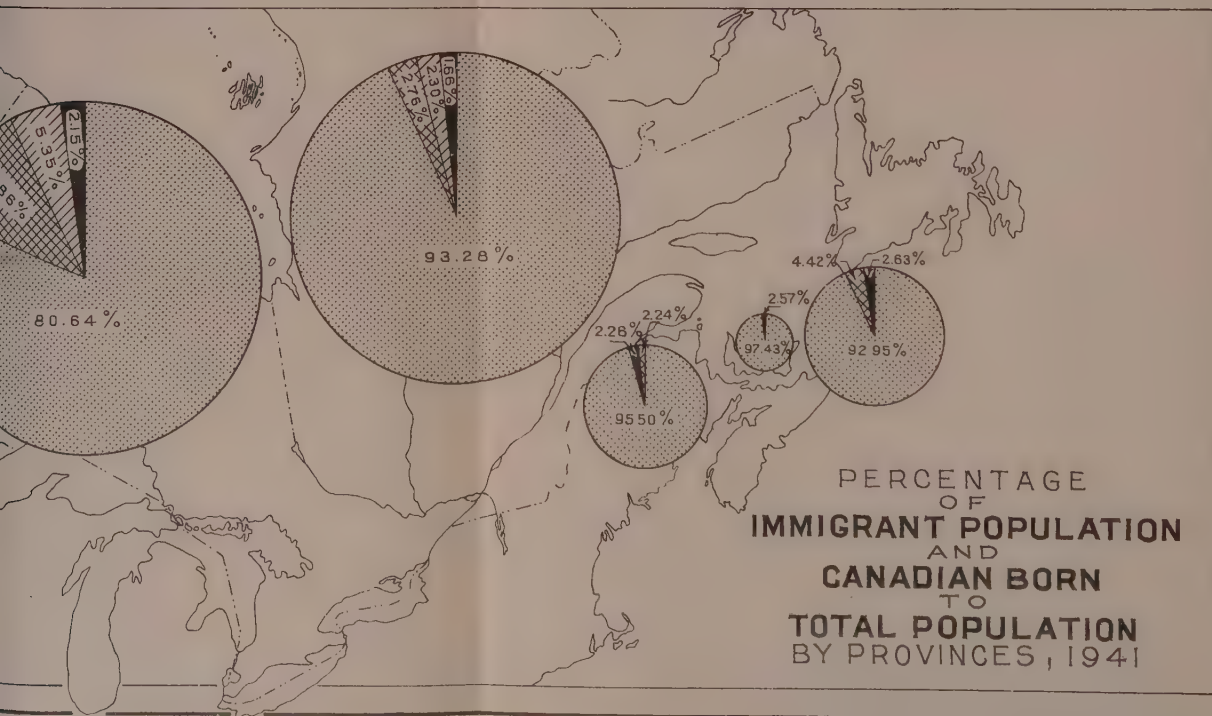 2.15%
5.35%
86%
80.64%
1.66%
2.30%
2.76%
93.28%
2.26%
2.24%
95 50%
2.57%
97.43%
4.42%
2.63%
92 95%
PERCENTAGE
OF
IMMIGRANT POPULATION
AND
CANADIAN BORN
TO
TOTAL POPULATION
BY PROVINCES, 1941